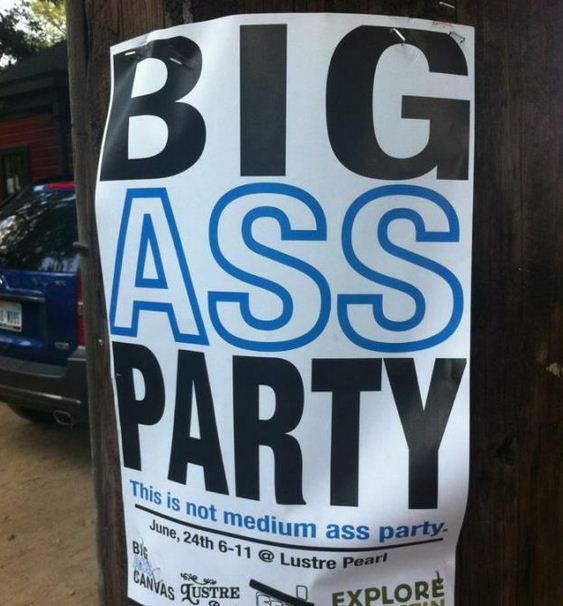 BIG
ASS
PARTY
This is not medium ass party.
June, 24th 6-11 @ Lustre Pearl
BIG
CANVAS LUSTRE
EXPLORE